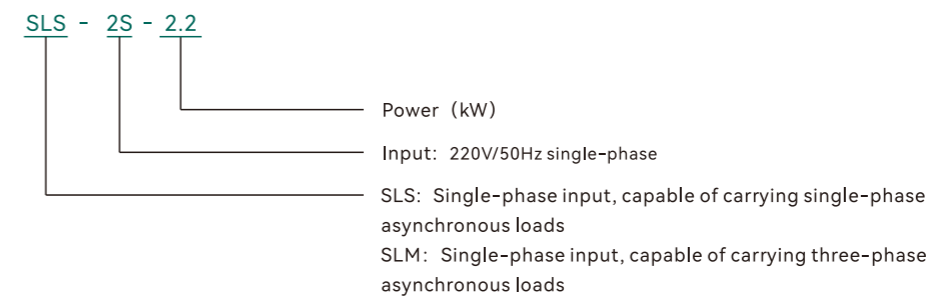 SLS - 2S - 2.2
Power（kW）
Input：220V/50Hz single-phase
SLS：Single-phase input, capable of carrying single-phase
asynchronous loads
SLM：Single-phase input, capable of carrying three-phase
asynchronous loads